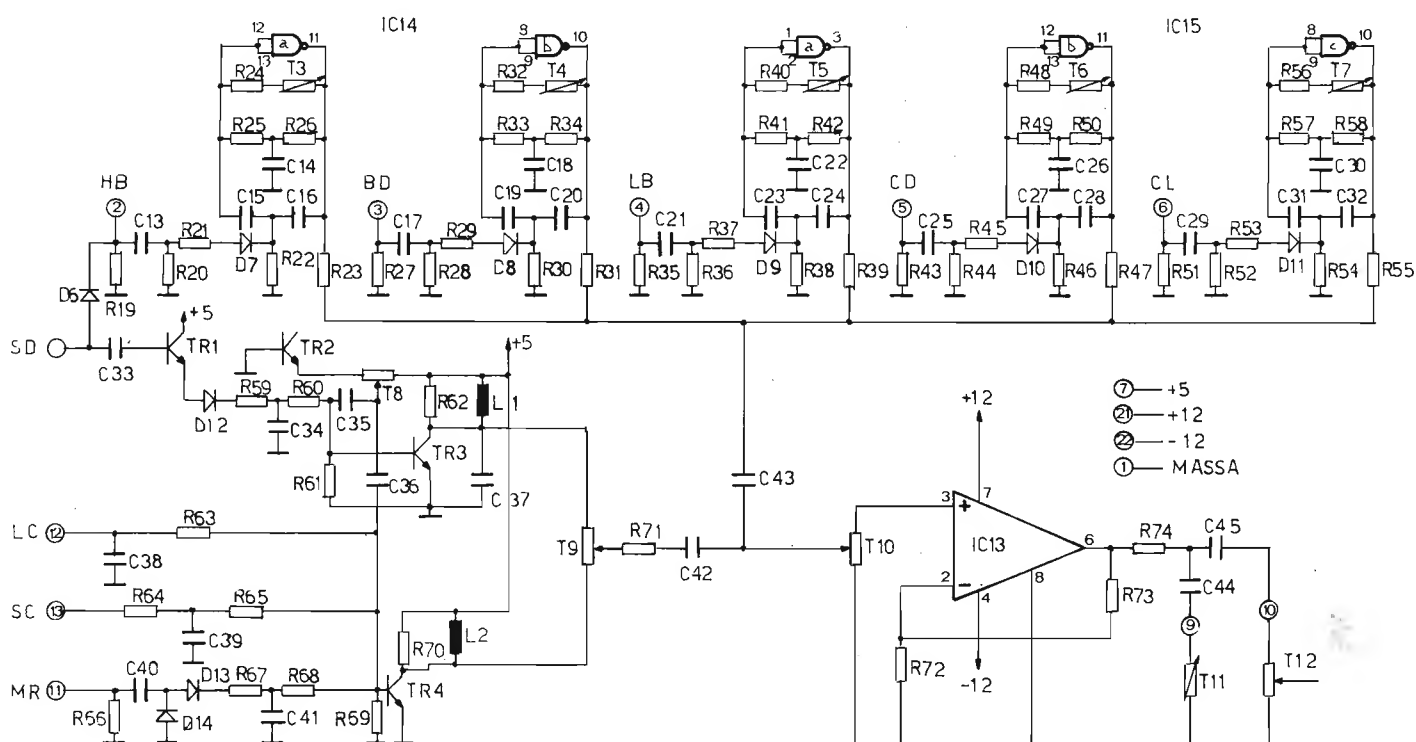 IC14 IC15
12 a 11 8 b 10 1 a 3 12 b 11 8 c 10
13 9 2 13 9
R24 T3 R32 T4 R40 T5 R48 T6 R56 T7
R25 R26 R33 R34 R41 R42 R49 R50 R57 R58
C14 C18 C22 C26 C30
HB BD LB CD CL
C15 C16 C19 C20 C23 C24 C27 C28 C31 C32
2 C13 3 C17 4 C21 5 C25 6 C29
R21 R29 R37 R45 R53
D7 D8 D9 D10 D11
R19 R20 R22 R23 R27 R28 R30 R31 R35 R36 R38 R39 R43 R44 R46 R47 R51 R52 R54 R55
D6
+5
SD C33 TR1 TR2 +5
D12 R59 R60 C35 T8 R62 L1
C34
R61 C36 TR3 C37
7 +5
21 +12
22 -12
1 MASSA
+12
C43
LC 12 R63
C38
T9 R71 C42 T10
3 + 7 IC13 6 R74 C45
2 − 4 8 R73 C44
SC 13 R64 R65
C39
R70 L2
R72 -12 9 10
T11 T12
MR 11 C40 D13 R67 R68 TR4
R66 D14 C41 R59